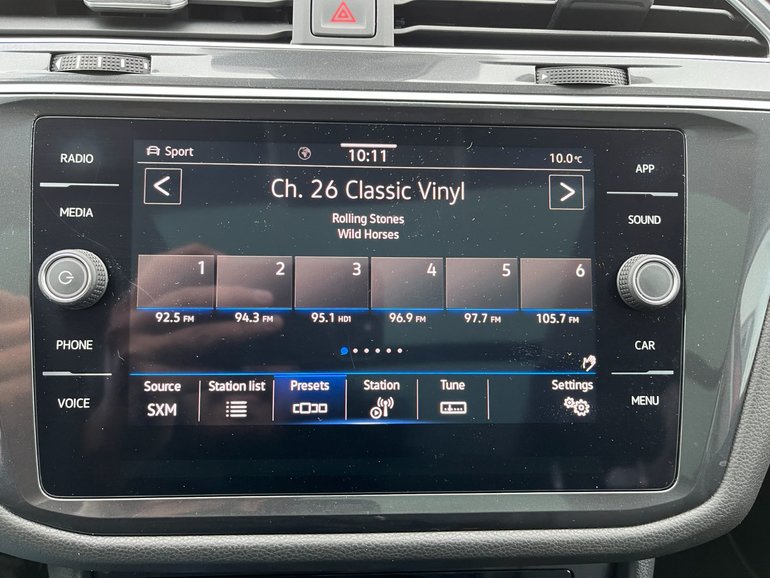 RADIO
MEDIA
PHONE
VOICE
Sport
10:11
10.0°C
< Ch. 26 Classic Vinyl >
Rolling Stones
Wild Horses
1 2 3 4 5 6
92.5 FM 94.3 FM 95.1 HD1 96.9 FM 97.7 FM 105.7 FM
Source Station list Presets Station Tune Settings
SXM
APP
SOUND
CAR
MENU